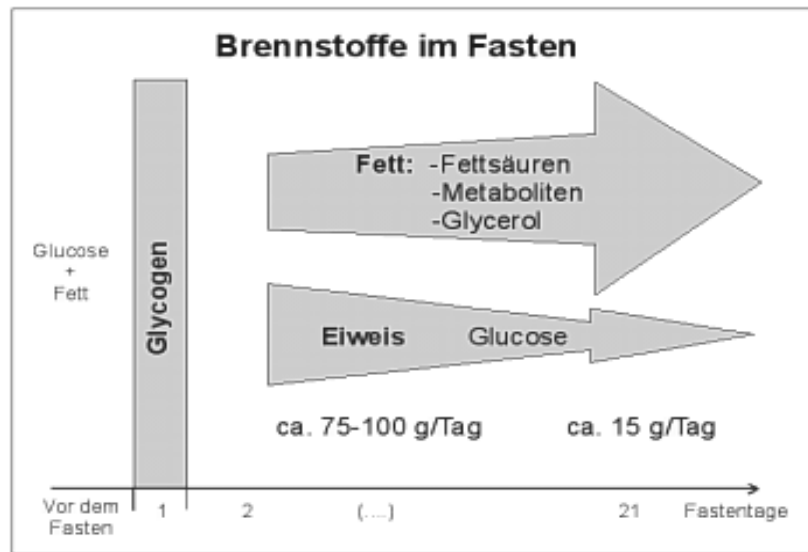 Brennstoffe im Fasten
Fett: -Fettsäuren
-Metaboliten
-Glycerol
Glucose
+
Fett
Glycogen
Eiweis Glucose
ca. 75-100 g/Tag ca. 15 g/Tag
Vor dem
Fasten
1 2 (....) 21 Fastentage